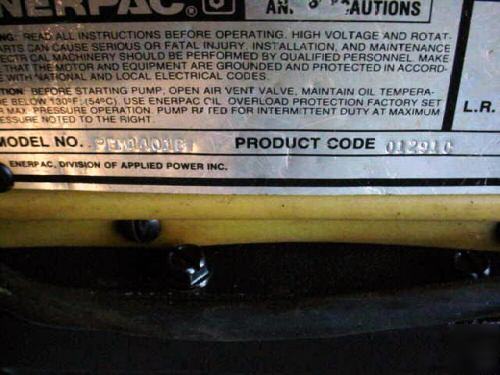 ENERPAC
AN. CAUTIONS
NG: READ ALL INSTRUCTIONS BEFORE OPERATING. HIGH VOLTAGE AND ROTAT-
ARTS CAN CAUSE SERIOUS OR FATAL INJURY. INSTALLATION, AND MAINTENANCE
ECTRICAL MACHINERY SHOULD BE PERFORMED BY QUALIFIED PERSONNEL. MAKE
THAT THE MOTOR AND EQUIPMENT ARE GROUNDED AND PROTECTED IN ACCORD-
E WITH NATIONAL AND LOCAL ELECTRICAL CODES.
TION: BEFORE STARTING PUMP, OPEN AIR VENT VALVE, MAINTAIN OIL TEMPERA-
E BELOW 130°F (54°C), USE ENERPAC OIL. OVERLOAD PROTECTION FACTORY SET
R MAX. PRESSURE OPERATION. PUMP RATED FOR INTERMITTENT DUTY AT MAXIMUM
ESSURE NOTED TO THE RIGHT.
L.R.
MODEL NO. PRODUCT CODE 01291C
ENERPAC, DIVISION OF APPLIED POWER INC.